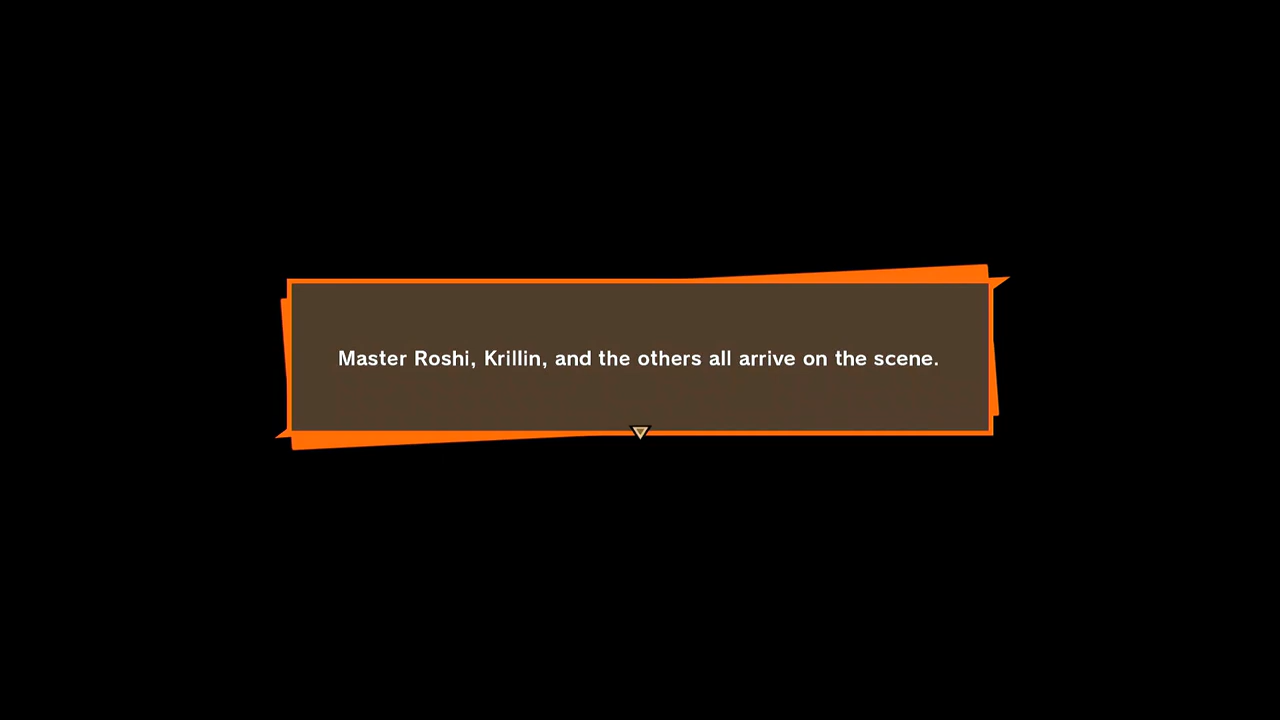 Master Roshi, Krillin, and the others all arrive on the scene.